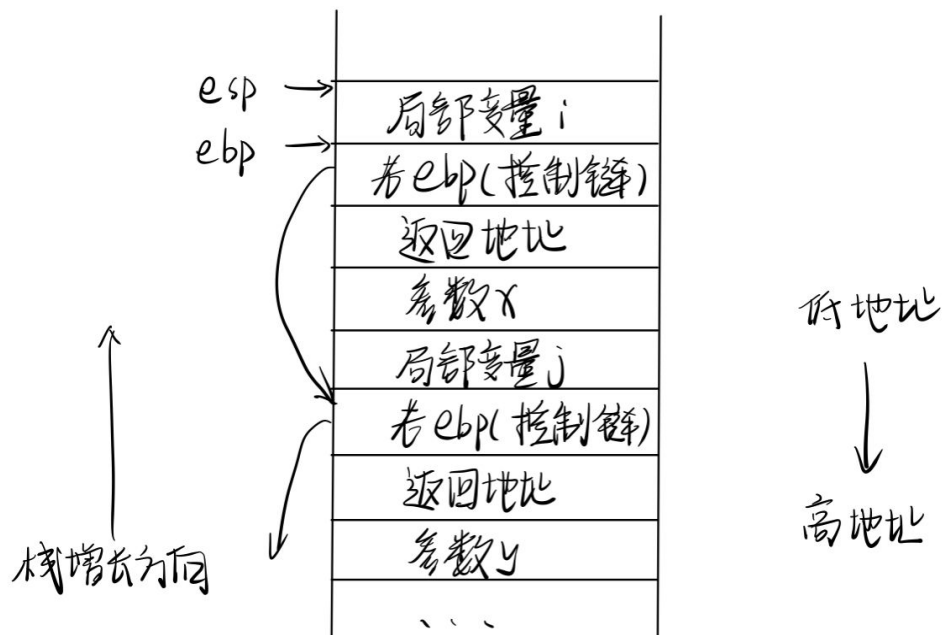 esp
局部变量i
ebp
老ebp(控制链)
返回地址
参数x
低地址
局部变量j
老ebp(控制链)
返回地址
高地址
参数y
栈增长方向
...